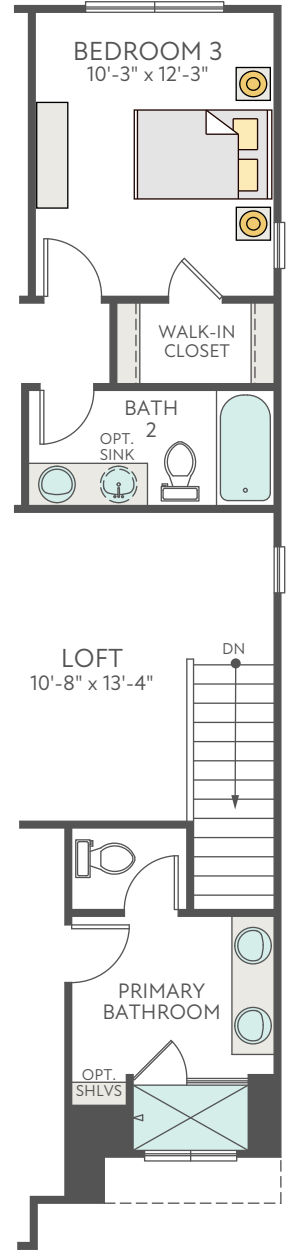 BEDROOM 3
10'-3" x 12'-3"
WALK-IN
CLOSET
BATH
2
OPT.
SINK
DN
LOFT
10'-8" x 13'-4"
PRIMARY
BATHROOM
OPT.
SHLVS